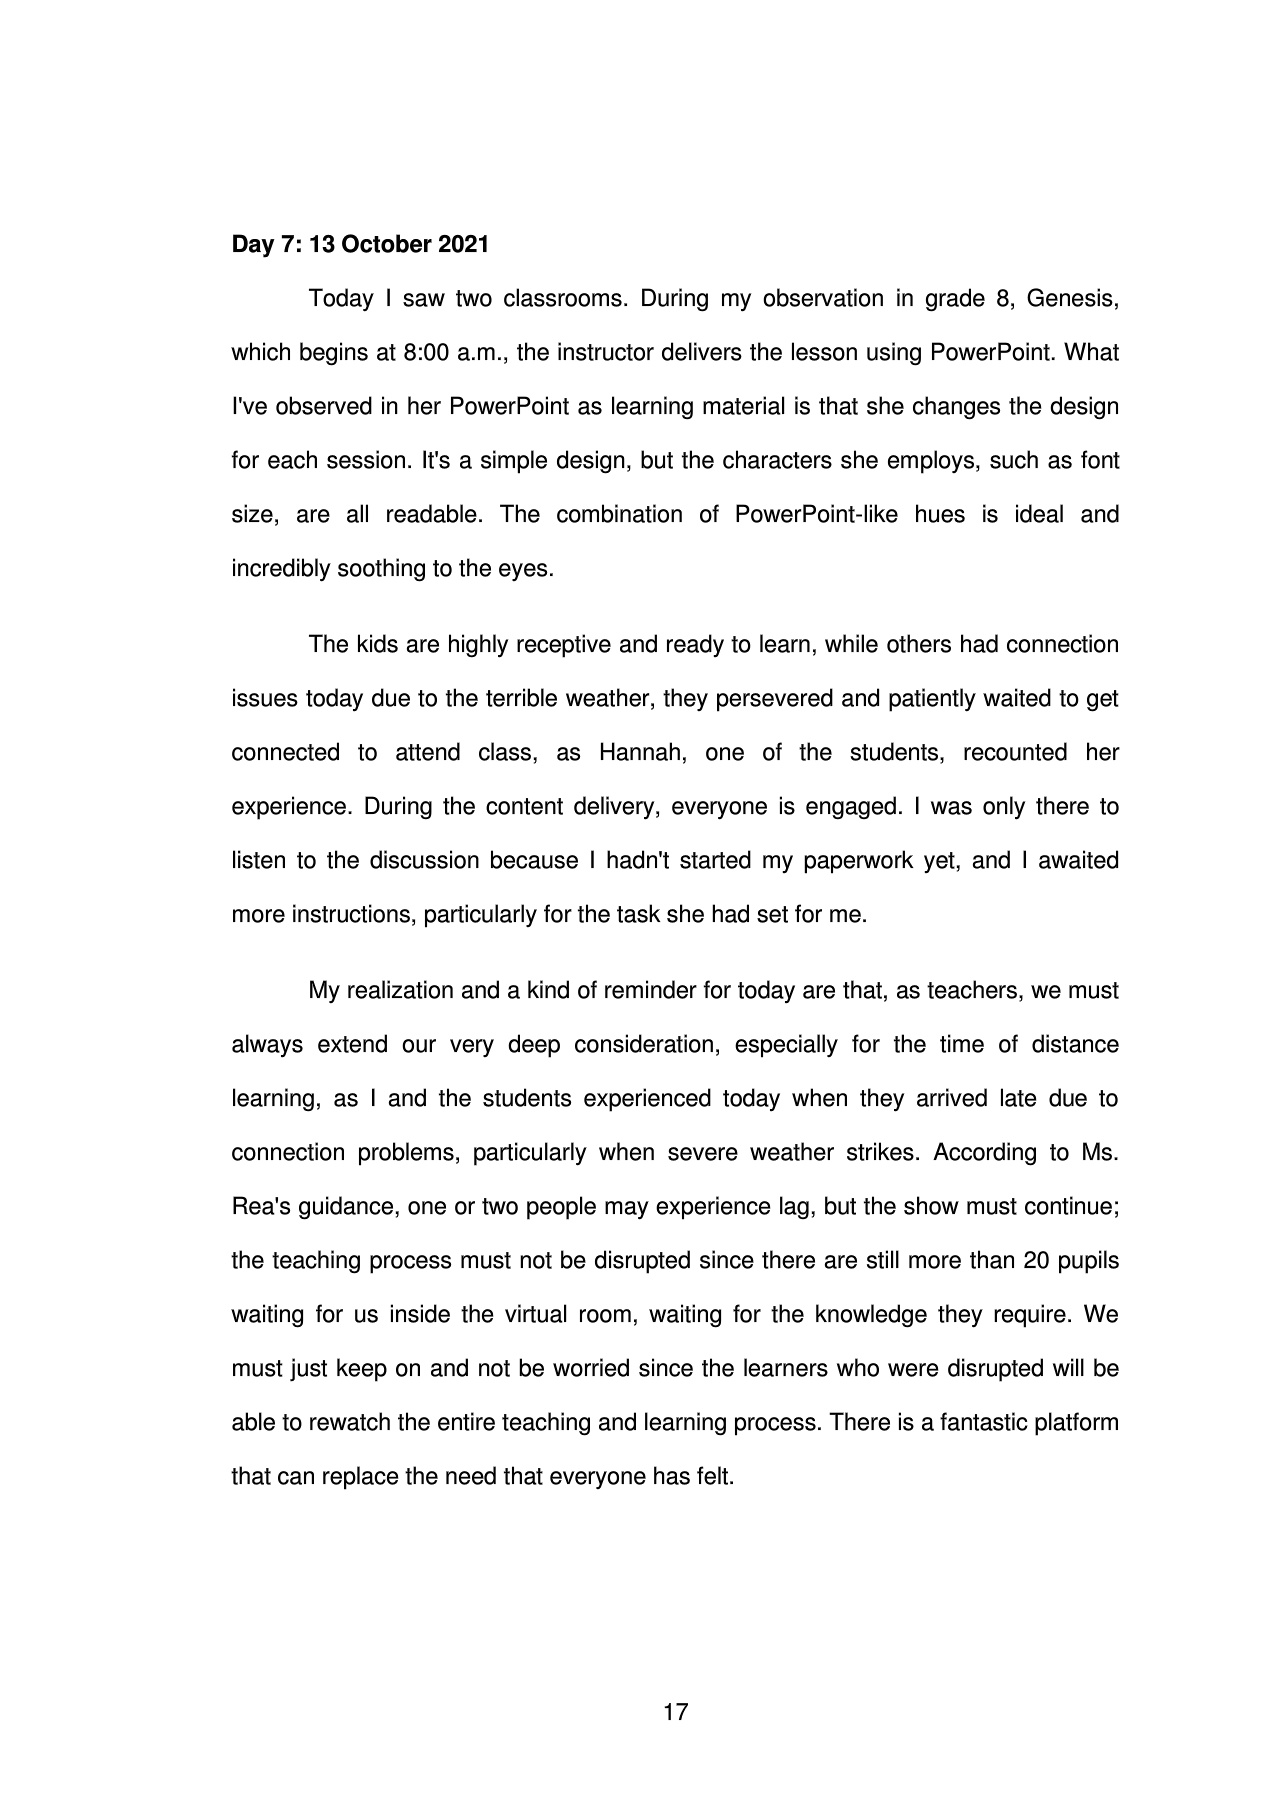 Day 7: 13 October 2021
Today I saw two classrooms. During my observation in grade 8, Genesis,
which begins at 8:00 a.m., the instructor delivers the lesson using PowerPoint. What
I've observed in her PowerPoint as learning material is that she changes the design
for each session. It's a simple design, but the characters she employs, such as font
size, are all readable. The combination of PowerPoint-like hues is ideal and
incredibly soothing to the eyes.
The kids are highly receptive and ready to learn, while others had connection
issues today due to the terrible weather, they persevered and patiently waited to get
connected to attend class, as Hannah, one of the students, recounted her
experience. During the content delivery, everyone is engaged. I was only there to
listen to the discussion because I hadn't started my paperwork yet, and I awaited
more instructions, particularly for the task she had set for me.
My realization and a kind of reminder for today are that, as teachers, we must
always extend our very deep consideration, especially for the time of distance
learning, as I and the students experienced today when they arrived late due to
connection problems, particularly when severe weather strikes. According to Ms.
Rea's guidance, one or two people may experience lag, but the show must continue;
the teaching process must not be disrupted since there are still more than 20 pupils
waiting for us inside the virtual room, waiting for the knowledge they require. We
must just keep on and not be worried since the learners who were disrupted will be
able to rewatch the entire teaching and learning process. There is a fantastic platform
that can replace the need that everyone has felt.
17